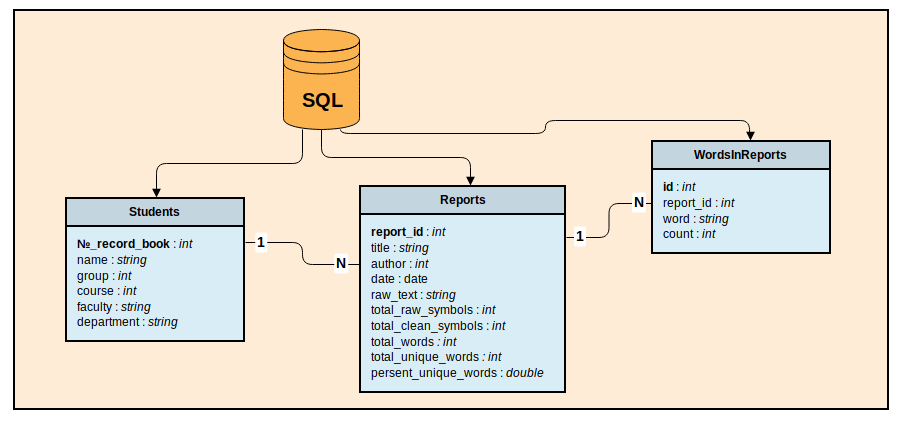 SQL
Students
№_record_book : int
name : string
group : int
course : int
faculty : string
department : string
1
N
Reports
report_id : int
title : string
author : int
date : date
raw_text : string
total_raw_symbols : int
total_clean_symbols : int
total_words : int
total_unique_words : int
persent_unique_words : double
1
N
WordsInReports
id : int
report_id : int
word : string
count : int